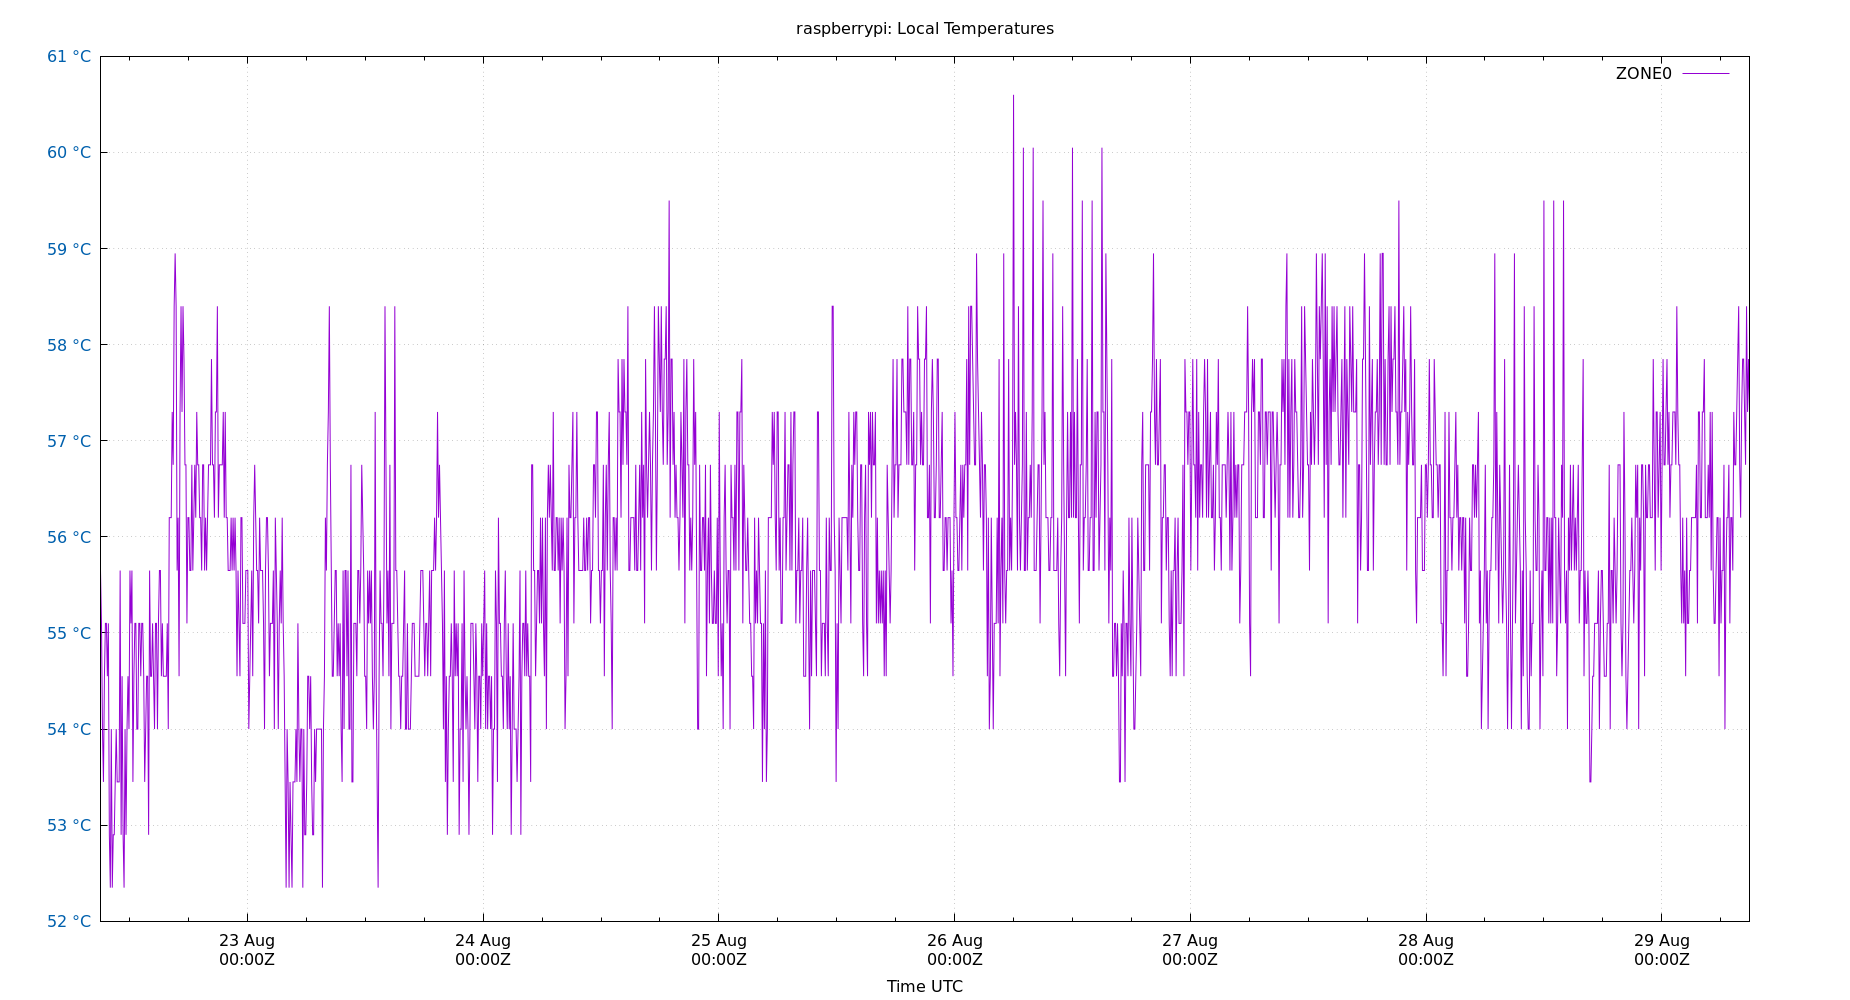 raspberrypi: Local Temperatures
61 °C
ZONE0
60 °C
59 °C
58 °C
57 °C
56 °C
55 °C
54 °C
53 °C
52 °C
23 Aug 24 Aug 25 Aug 26 Aug 27 Aug 28 Aug 29 Aug
00:00Z 00:00Z 00:00Z 00:00Z 00:00Z 00:00Z 00:00Z
Time UTC